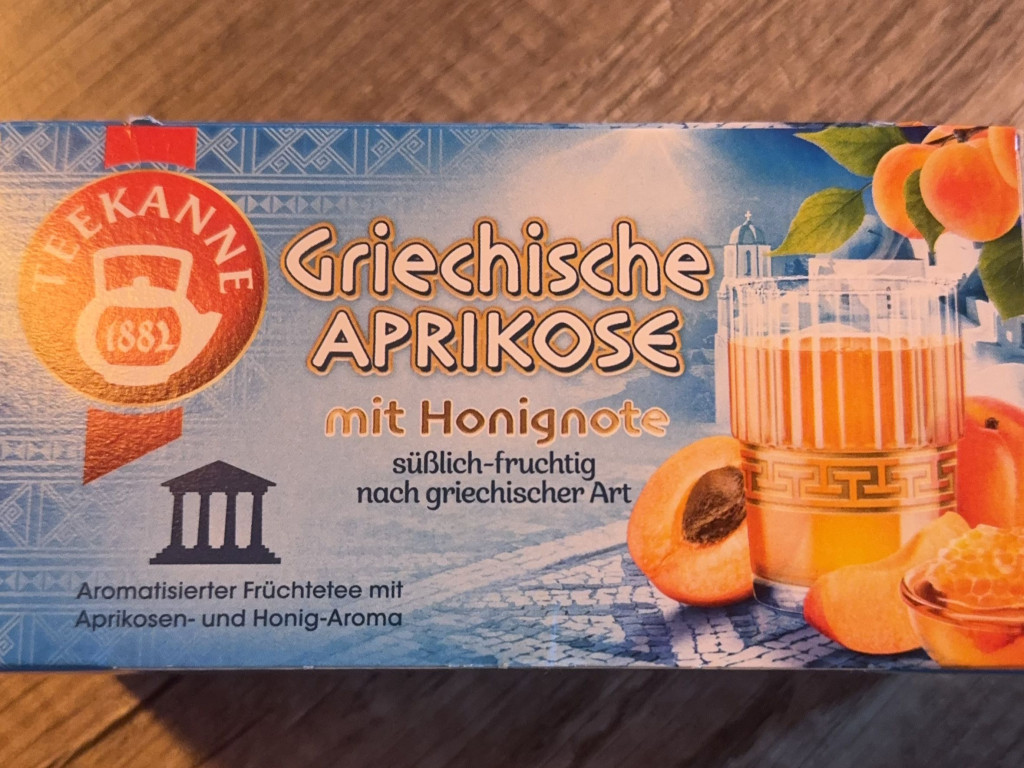 TEEKANNE
1882
Griechische
APRIKOSE
mit Honignote
süßlich-fruchtig
nach griechischer Art
Aromatisierter Früchtetee mit
Aprikosen- und Honig-Aroma